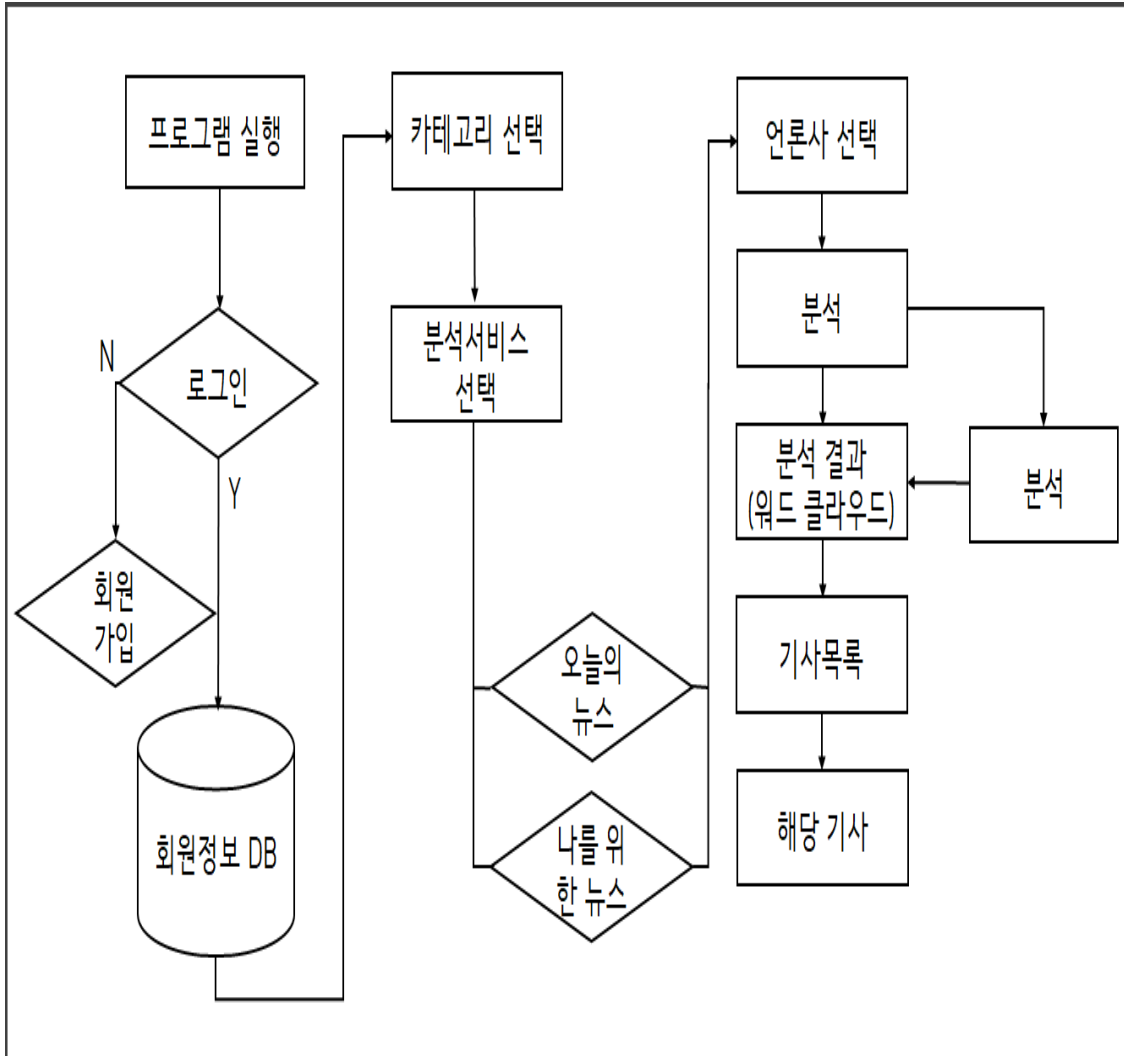 프로그램 실행
로그인
N
Y
회원
가입
회원정보 DB
카테고리 선택
분석서비스
선택
오늘의
뉴스
나를 위
한 뉴스
언론사 선택
분석
분석 결과
(워드 클라우드)
분석
기사목록
해당 기사